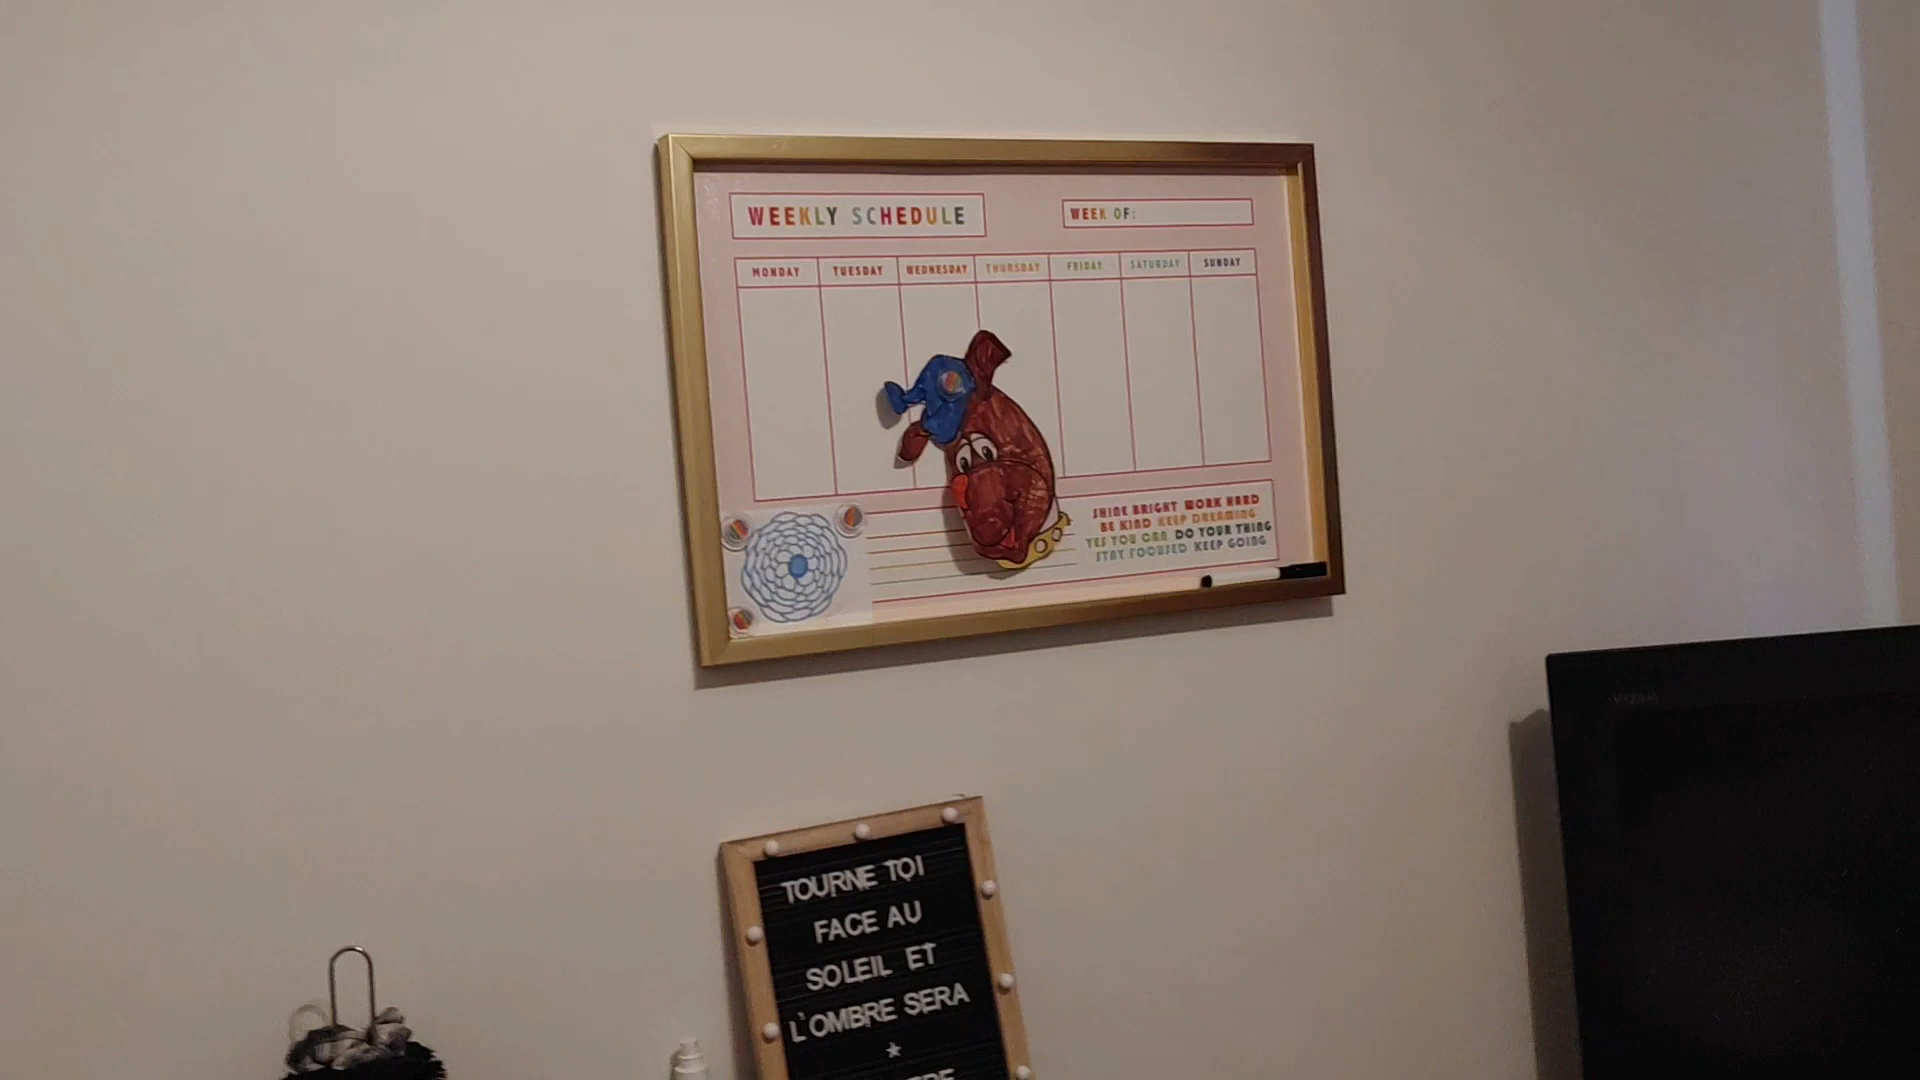 WEEKLY SCHEDULE
WEEK OF:
MONDAY TUESDAY WEDNESDAY THURSDAY FRIDAY SATURDAY SUNDAY
SHINE BRIGHT WORK HARD
BE KIND KEEP DREAMING
YES YOU CAN DO YOUR THING
STAY FOCUSED KEEP GOING
TOURNE TOI
FACE AU
SOLEIL ET
L'OMBRE SERA